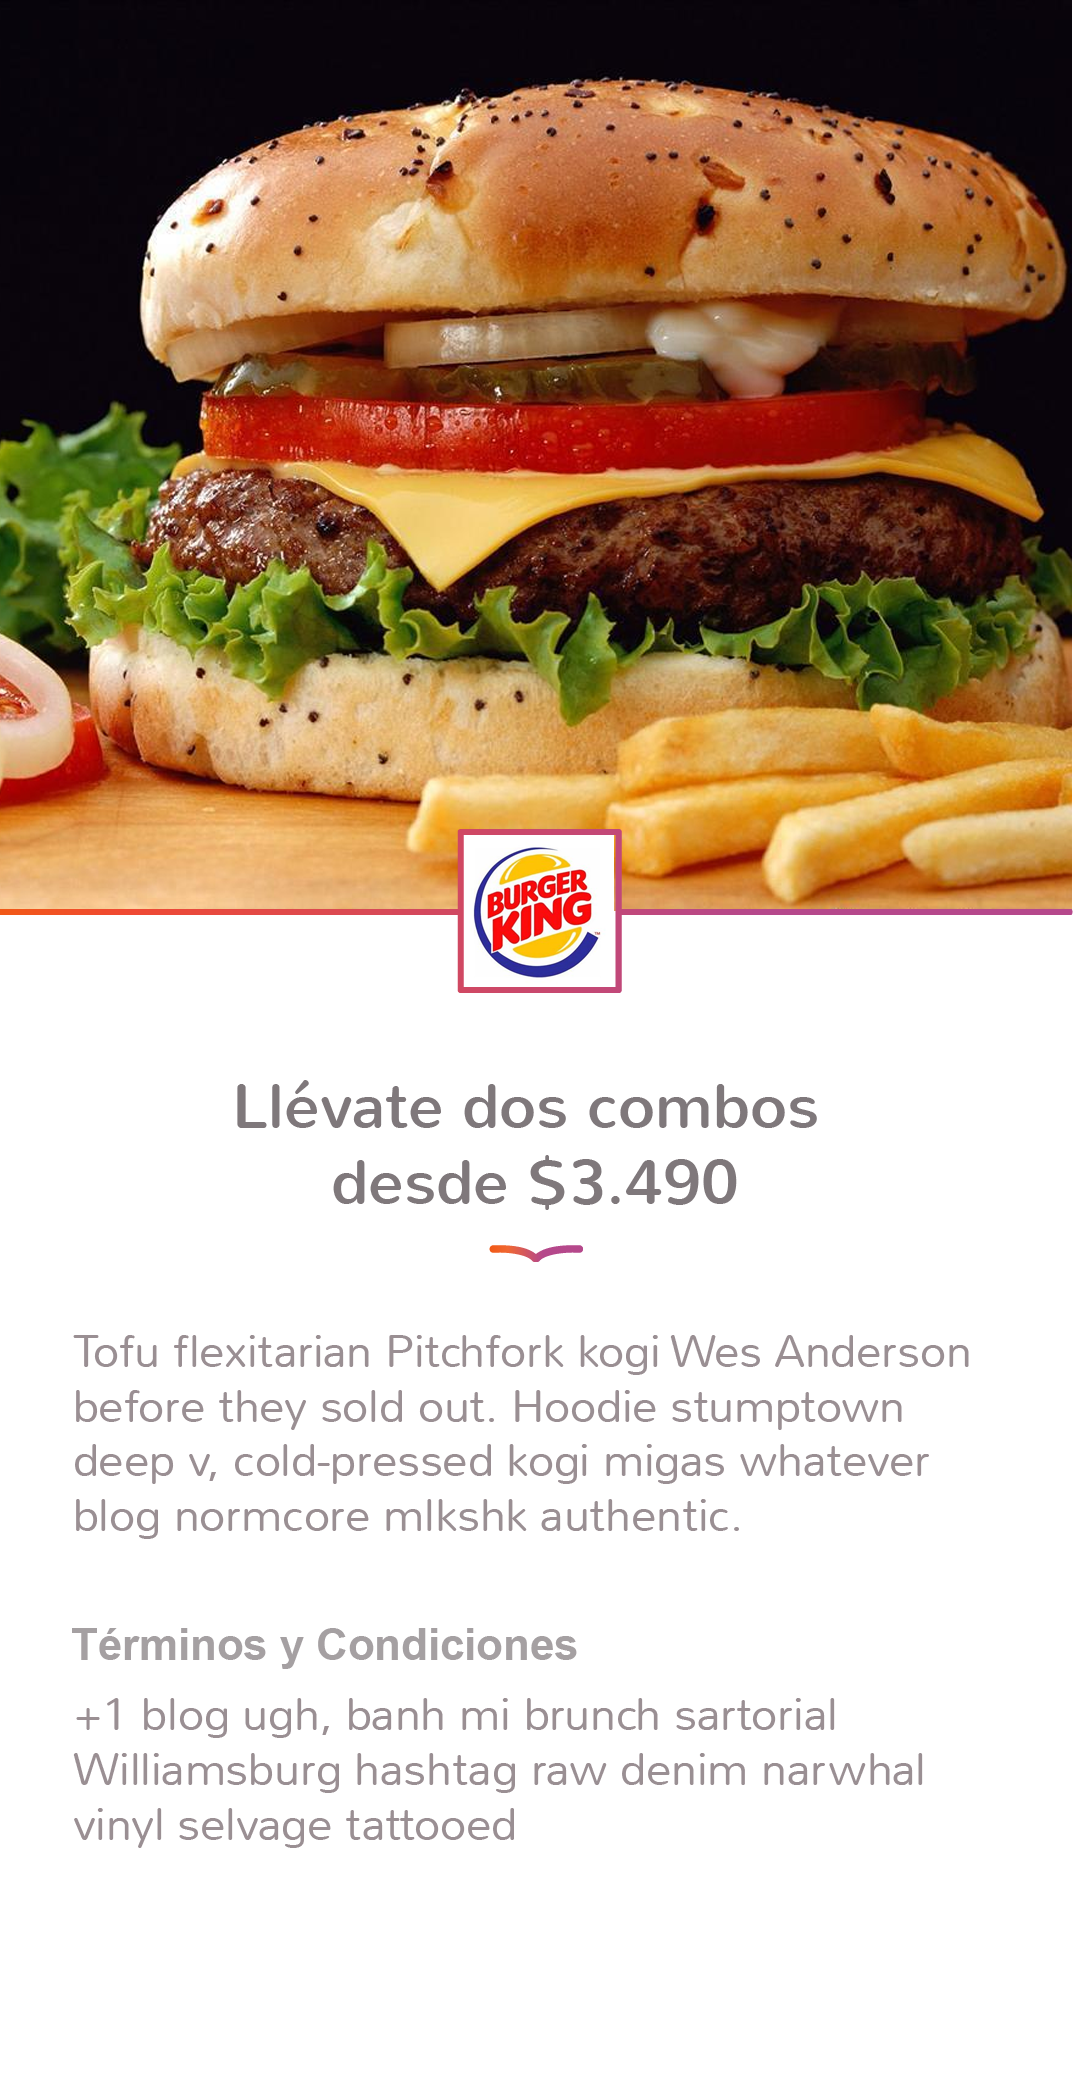 BURGER
KING
™
Llévate dos combos
desde $3.490
Tofu flexitarian Pitchfork kogi Wes Anderson
before they sold out. Hoodie stumptown
deep v, cold-pressed kogi migas whatever
blog normcore mlkshk authentic.
Términos y Condiciones
+1 blog ugh, banh mi brunch sartorial
Williamsburg hashtag raw denim narwhal
vinyl selvage tattooed